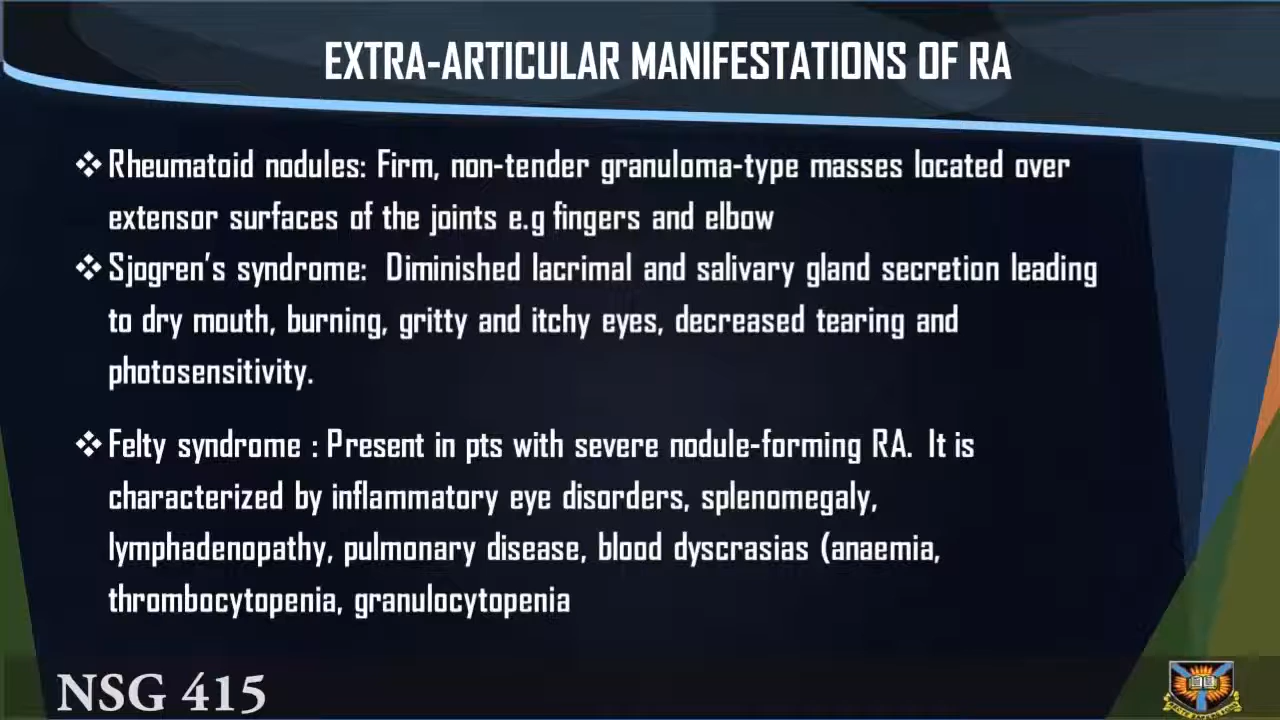 EXTRA-ARTICULAR MANIFESTATIONS OF RA
❖Rheumatoid nodules: Firm, non-tender granuloma-type masses located over
extensor surfaces of the joints e.g fingers and elbow
❖Sjogren's syndrome: Diminished lacrimal and salivary gland secretion leading
to dry mouth, burning, gritty and itchy eyes, decreased tearing and
photosensitivity.
❖Felty syndrome : Present in pts with severe nodule-forming RA. It is
characterized by inflammatory eye disorders, splenomegaly,
lymphadenopathy, pulmonary disease, blood dyscrasias (anaemia,
thrombocytopenia, granulocytopenia
NSG 415